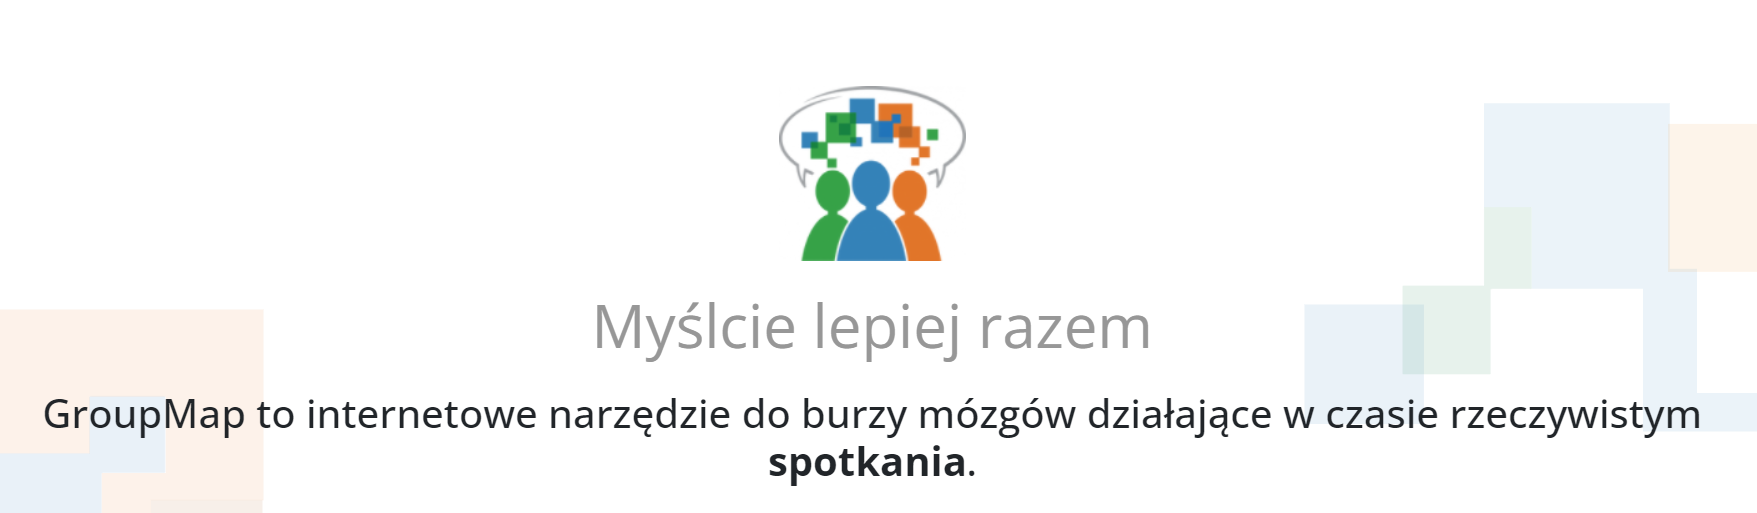 Myślcie lepiej razem
GroupMap to internetowe narzędzie do burzy mózgów działające w czasie rzeczywistym
spotkania.